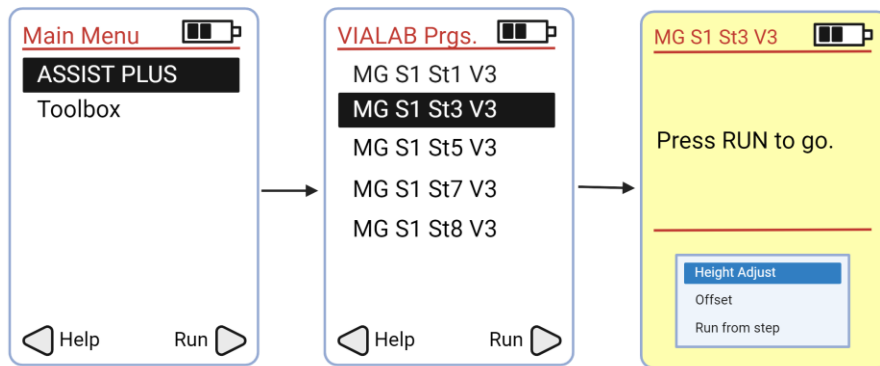 Main Menu
ASSIST PLUS
Toolbox
Help
Run
VIALAB Prgs.
MG S1 St1 V3
MG S1 St3 V3
MG S1 St5 V3
MG S1 St7 V3
MG S1 St8 V3
Help
Run
MG S1 St3 V3
Press RUN to go.
Height Adjust
Offset
Run from step